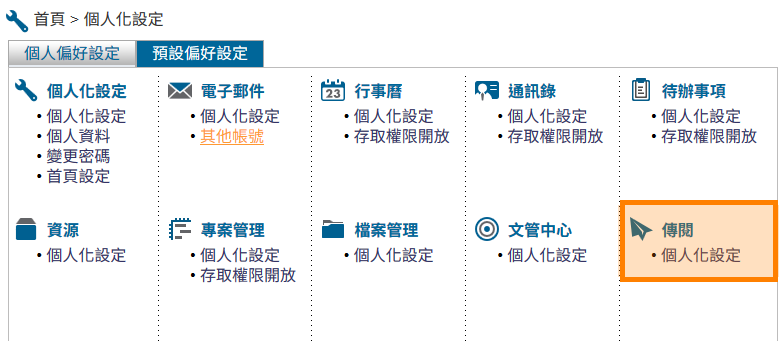 首頁 > 個人化設定
個人偏好設定
預設偏好設定
個人化設定
• 個人化設定
• 個人資料
• 變更密碼
• 首頁設定
電子郵件
• 個人化設定
• 其他帳號
23
行事曆
• 個人化設定
• 存取權限開放
通訊錄
• 個人化設定
• 存取權限開放
待辦事項
• 個人化設定
• 存取權限開放
資源
• 個人化設定
專案管理
• 個人化設定
• 存取權限開放
檔案管理
• 個人化設定
文管中心
• 個人化設定
傳閱
• 個人化設定